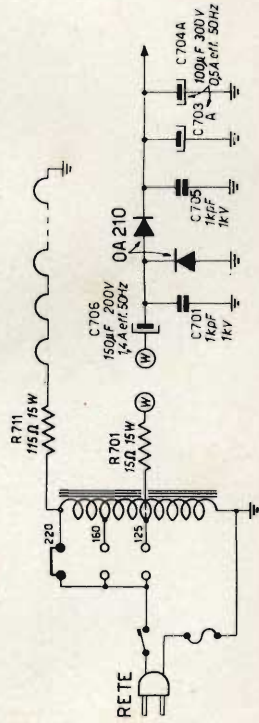 RETE
220
160
125
R711
115Ω 15W
R701
15Ω 15W
W
W
C706
150µF 200V
1,4A eff. 50Hz
OA 210
C701
1kpF
1kV
C705
1kpF
1kV
C703
A
C704A
100µF 300V
0,5A eff. 50Hz